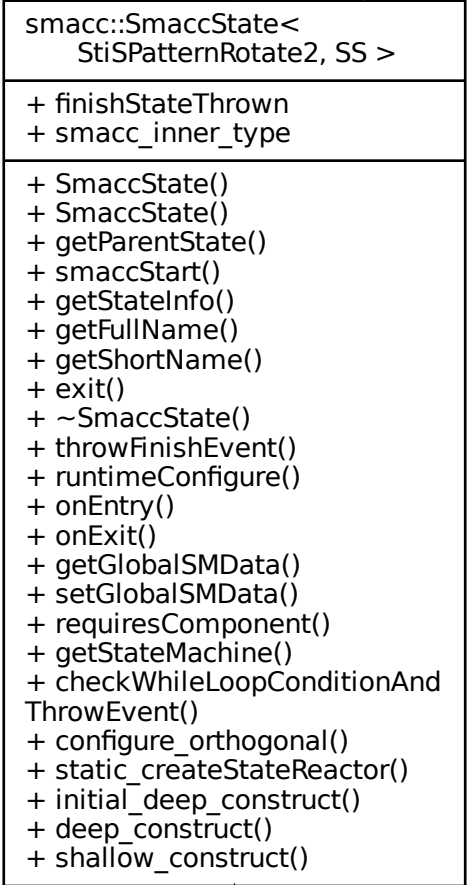 smacc::SmaccState<
StiSPatternRotate2, SS >
+ finishStateThrown
+ smacc_inner_type
+ SmaccState()
+ SmaccState()
+ getParentState()
+ smaccStart()
+ getStateInfo()
+ getFullName()
+ getShortName()
+ exit()
+ ~SmaccState()
+ throwFinishEvent()
+ runtimeConfigure()
+ onEntry()
+ onExit()
+ getGlobalSMData()
+ setGlobalSMData()
+ requiresComponent()
+ getStateMachine()
+ checkWhileLoopConditionAnd
ThrowEvent()
+ configure_orthogonal()
+ static_createStateReactor()
+ initial_deep_construct()
+ deep_construct()
+ shallow_construct()